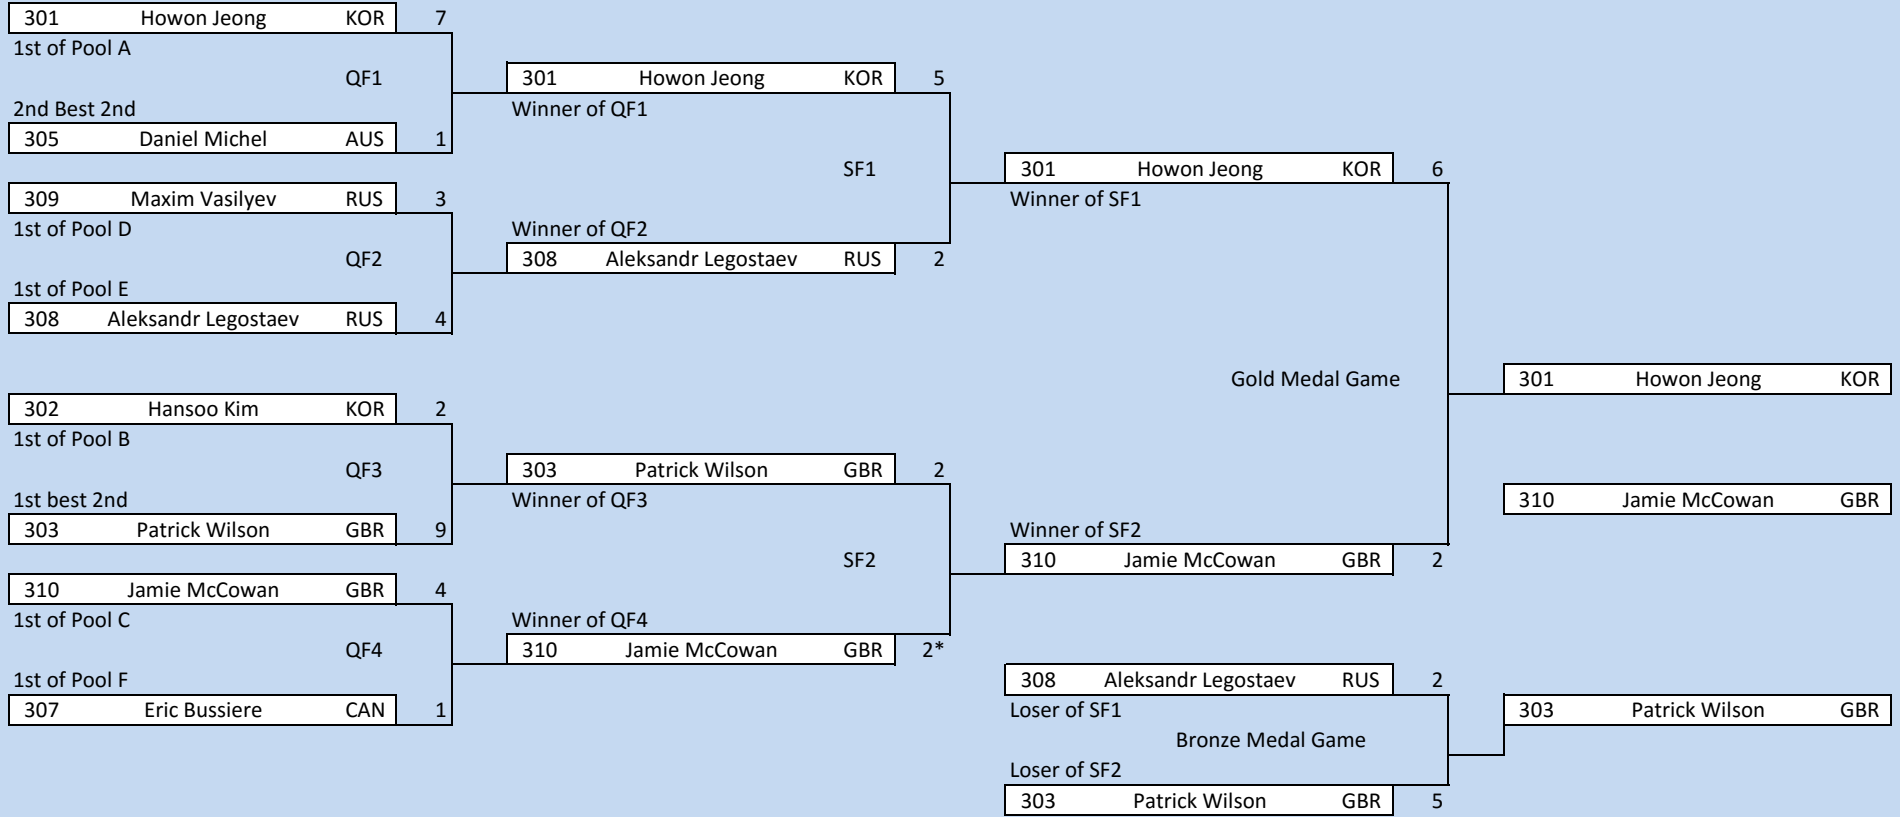 301 Howon Jeong KOR 7
1st of Pool A
QF1
2nd Best 2nd
305 Daniel Michel AUS 1
309 Maxim Vasilyev RUS 3
1st of Pool D
QF2
1st of Pool E
308 Aleksandr Legostaev RUS 4
302 Hansoo Kim KOR 2
1st of Pool B
QF3
1st best 2nd
303 Patrick Wilson GBR 9
310 Jamie McCowan GBR 4
1st of Pool C
QF4
1st of Pool F
307 Eric Bussiere CAN 1
301 Howon Jeong KOR 5
Winner of QF1
SF1
Winner of QF2
308 Aleksandr Legostaev RUS 2
303 Patrick Wilson GBR 2
Winner of QF3
SF2
Winner of QF4
310 Jamie McCowan GBR 2*
301 Howon Jeong KOR 6
Winner of SF1
Gold Medal Game
Winner of SF2
310 Jamie McCowan GBR 2
308 Aleksandr Legostaev RUS 2
Loser of SF1
Bronze Medal Game
Loser of SF2
303 Patrick Wilson GBR 5
301 Howon Jeong KOR
310 Jamie McCowan GBR
303 Patrick Wilson GBR